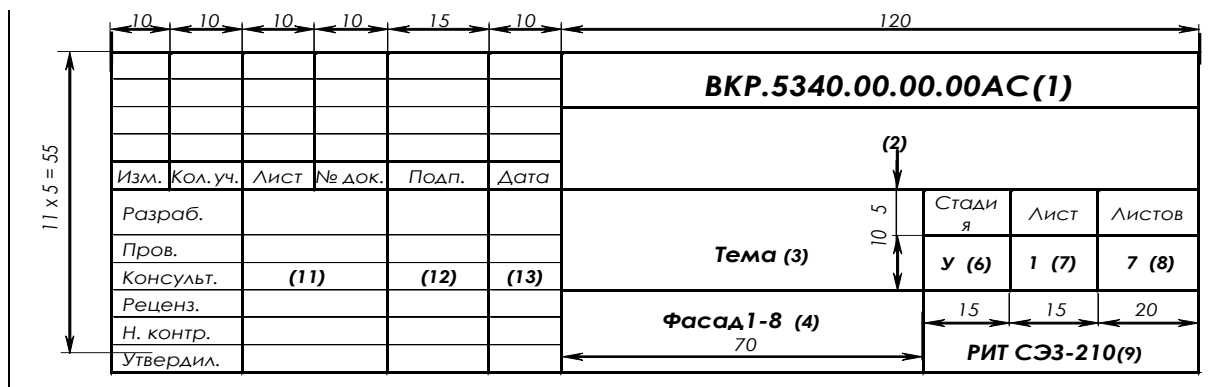 10 10 10 10 15 10 120
ВКР.5340.00.00.00АС(1)
(2)
11 х 5 = 55
Изм. Кол.уч. Лист № док. Подп. Дата
Разраб.
5
Стади
я
Лист Листов
Пров.
10
Тема (3)
У (6) 1 (7) 7 (8)
Консульт. (11) (12) (13)
Реценз.
15 15 20
Фасад1-8 (4)
Н. контр.
70
РИТ СЭЗ-210(9)
Утвердил.